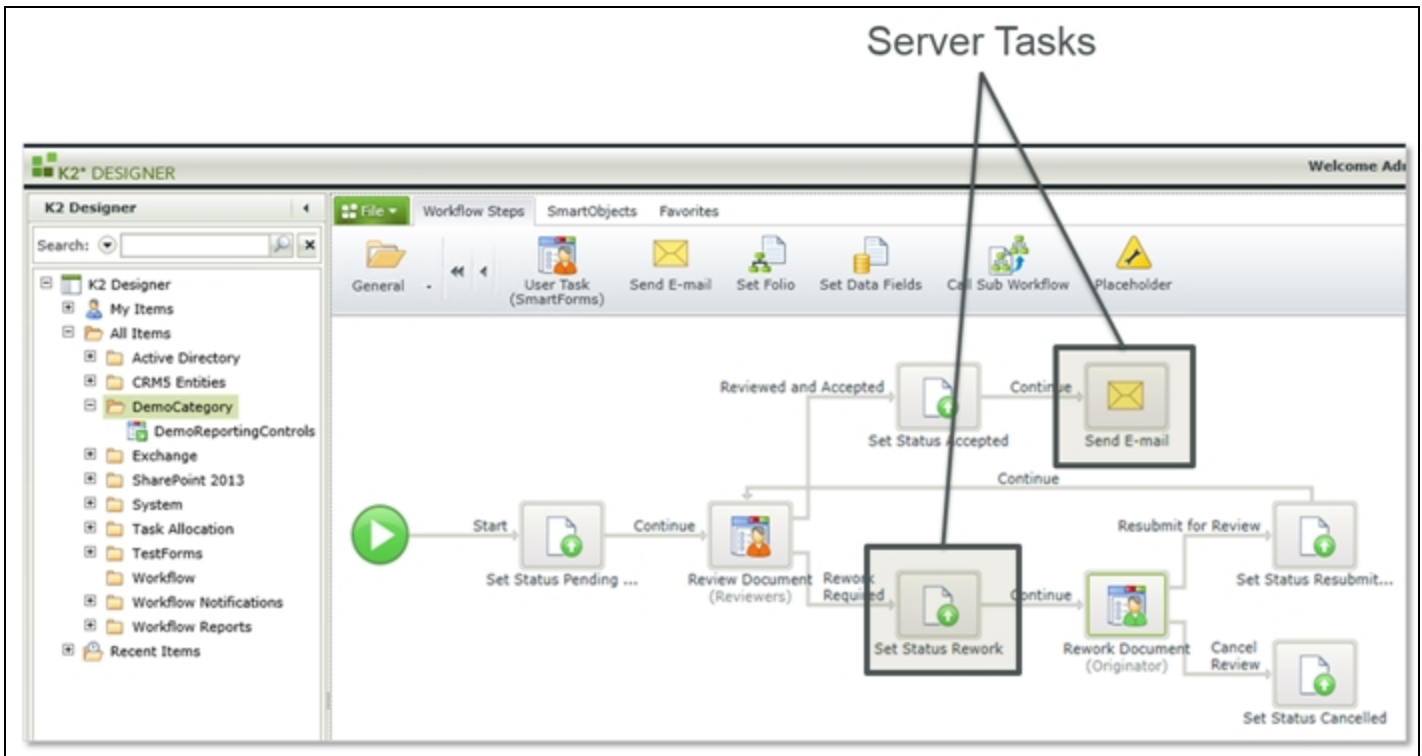 Server Tasks
K2* DESIGNER
Welcome Adm
K2 Designer
File
Workflow Steps
SmartObjects
Favorites
Search:
General
User Task
(SmartForms)
Send E-mail
Set Folio
Set Data Fields
Call Sub Workflow
Placeholder
K2 Designer
My Items
All Items
Active Directory
CRM5 Entities
DemoCategory
DemoReportingControls
Exchange
SharePoint 2013
System
Task Allocation
TestForms
Workflow
Workflow Notifications
Workflow Reports
Recent Items
Reviewed and Accepted
Continue
Set Status Accepted
Send E-mail
Continue
Start
Continue
Resubmit for Review
Set Status Pending ...
Review Document
(Reviewers)
Rework
Required
Continue
Set Status Resubmit...
Set Status Rework
Rework Document
(Originator)
Cancel
Review
Set Status Cancelled